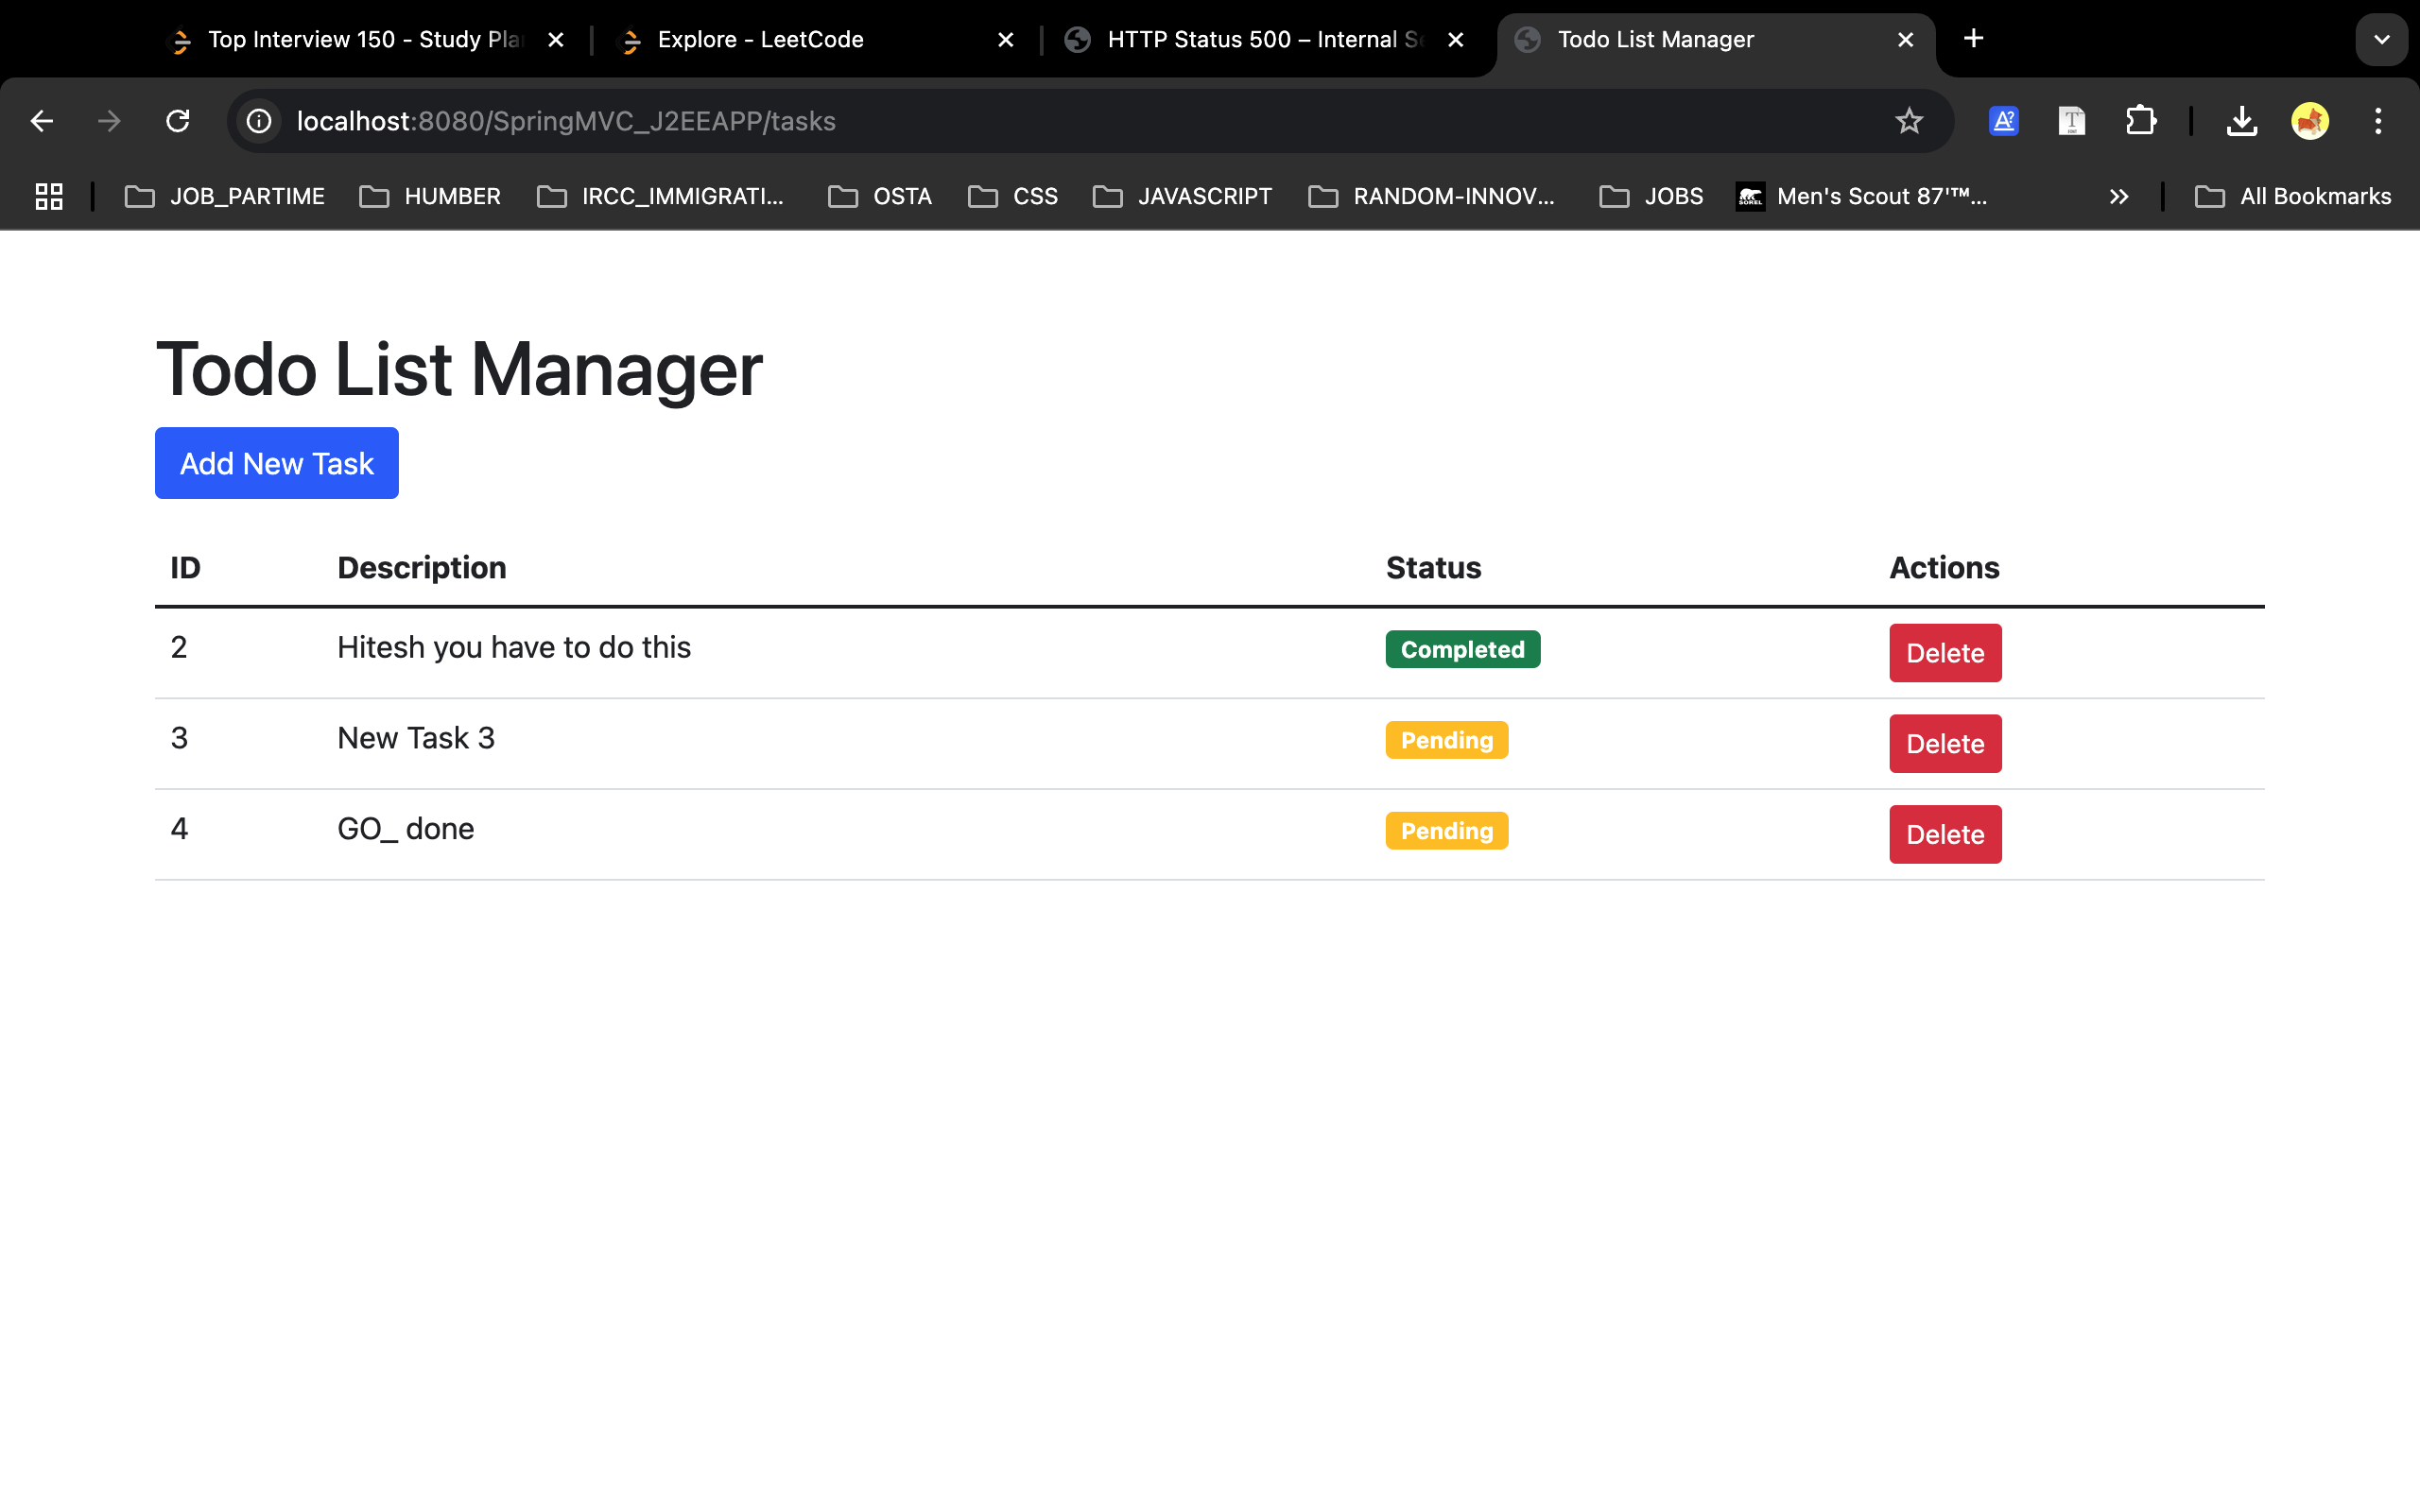 Top Interview 150 - Study Pla
Explore - LeetCode
HTTP Status 500 – Internal Se
Todo List Manager
localhost:8080/SpringMVC_J2EEAPP/tasks
JOB_PARTIME
HUMBER
IRCC_IMMIGRATI...
OSTA
CSS
JAVASCRIPT
RANDOM-INNOV...
JOBS
SOREL
Men's Scout 87'™...
All Bookmarks
Todo List Manager
Add New Task
ID Description Status Actions
2 Hitesh you have to do this Completed Delete
3 New Task 3 Pending Delete
4 GO_ done Pending Delete